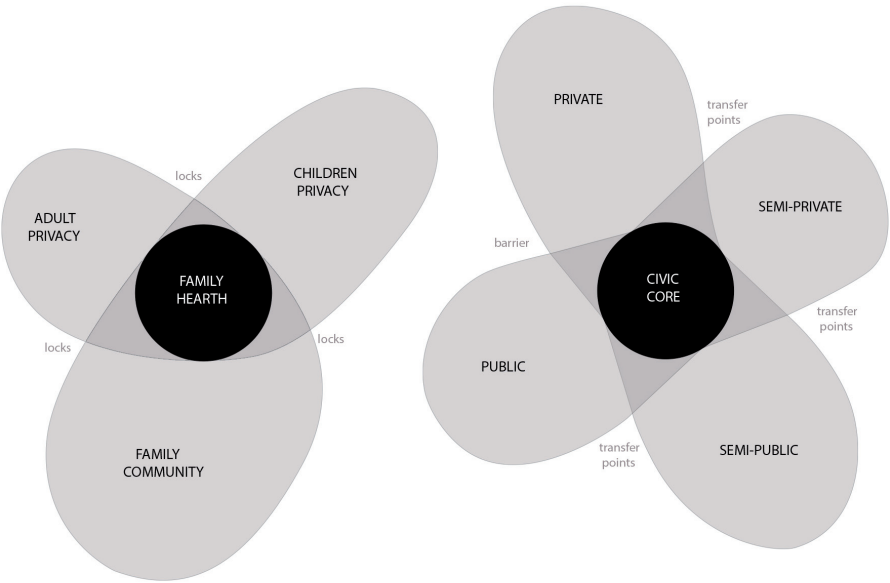 locks
CHILDREN
PRIVACY
ADULT
PRIVACY
FAMILY
HEARTH
locks
locks
FAMILY
COMMUNITY
PRIVATE
transfer
points
SEMI-PRIVATE
barrier
CIVIC
CORE
transfer
points
PUBLIC
transfer
points
SEMI-PUBLIC